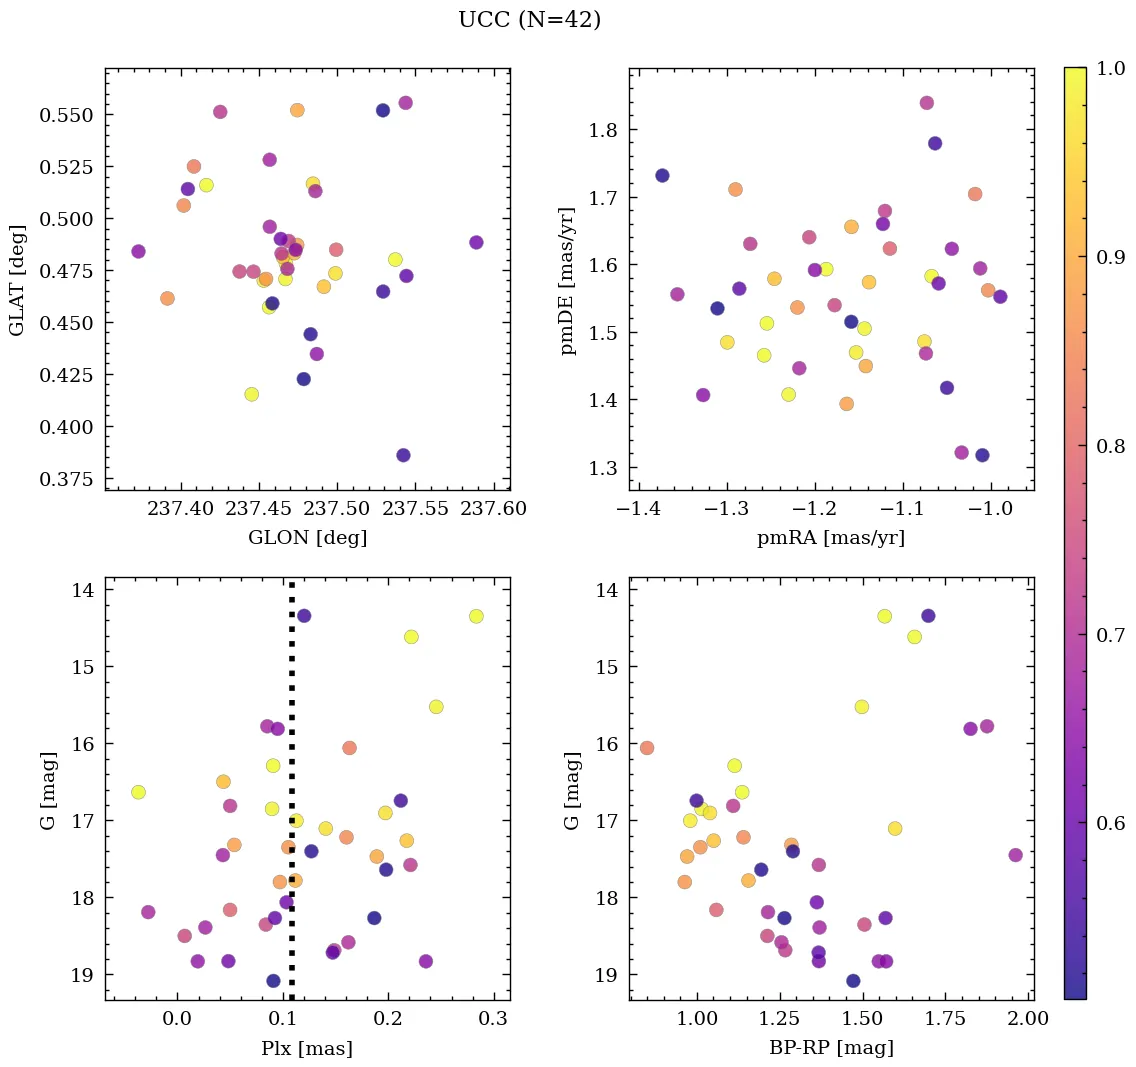 UCC (N=42)
0.550
0.525
0.500
0.475
0.450
0.425
0.400
0.375
GLAT [deg]
237.40 237.45 237.50 237.55 237.60
GLON [deg]
1.8
1.7
1.6
1.5
1.4
1.3
pmDE [mas/yr]
−1.4 −1.3 −1.2 −1.1 −1.0
pmRA [mas/yr]
14
15
16
17
18
19
G [mag]
0.0 0.1 0.2 0.3
Plx [mas]
14
15
16
17
18
19
G [mag]
1.00 1.25 1.50 1.75 2.00
BP-RP [mag]
1.0
0.9
0.8
0.7
0.6